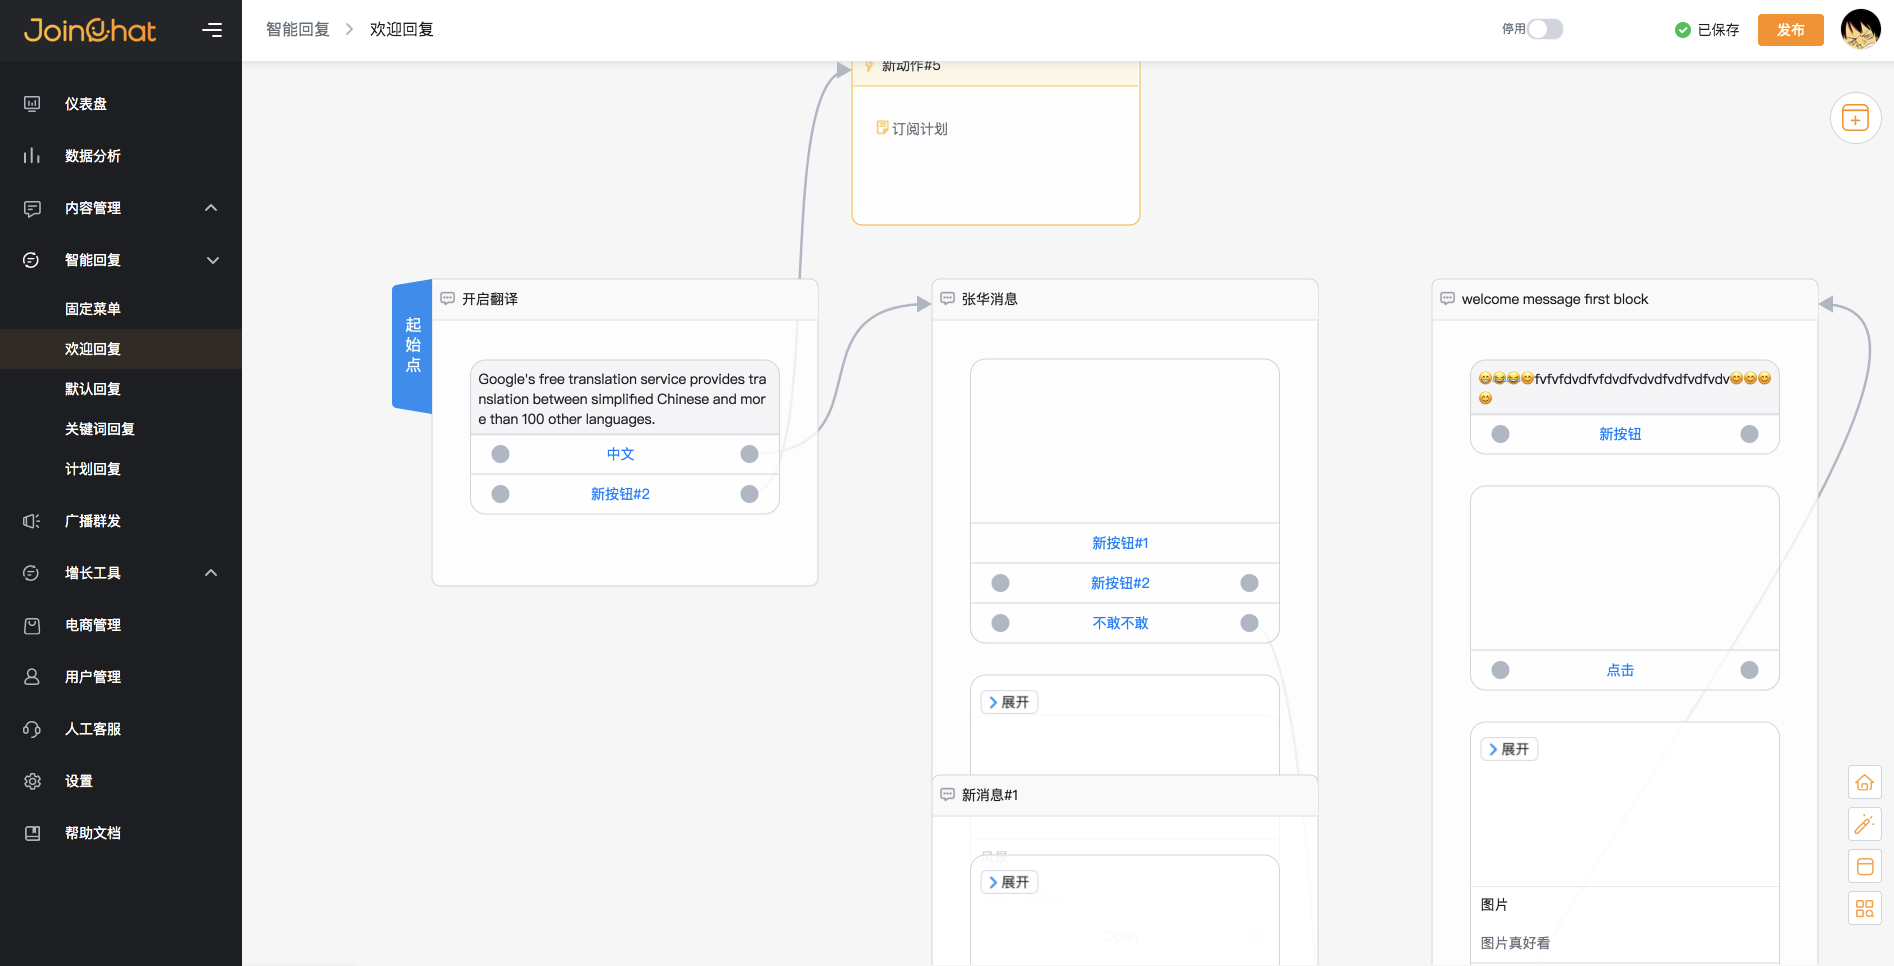 JoinChat
智能回复
欢迎回复
停用
已保存
发布
仪表盘
数据分析
内容管理
智能回复
固定菜单
欢迎回复
默认回复
关键词回复
计划回复
广播群发
增长工具
电商管理
用户管理
人工客服
设置
帮助文档
新动作#5
订阅计划
起始点
开启翻译
Google's free translation service provides tra
nslation between simplified Chinese and mor
e than 100 other languages.
中文
新按钮#2
张华消息
新按钮#1
新按钮#2
不敢不敢
展开
新消息#1
展开
Open
welcome message first block
😁😂😂😊fvfvfdvdfvfdvdfvdvdfvdfvdfvdv😊😊😊
😊
新按钮
点击
展开
图片
图片真好看